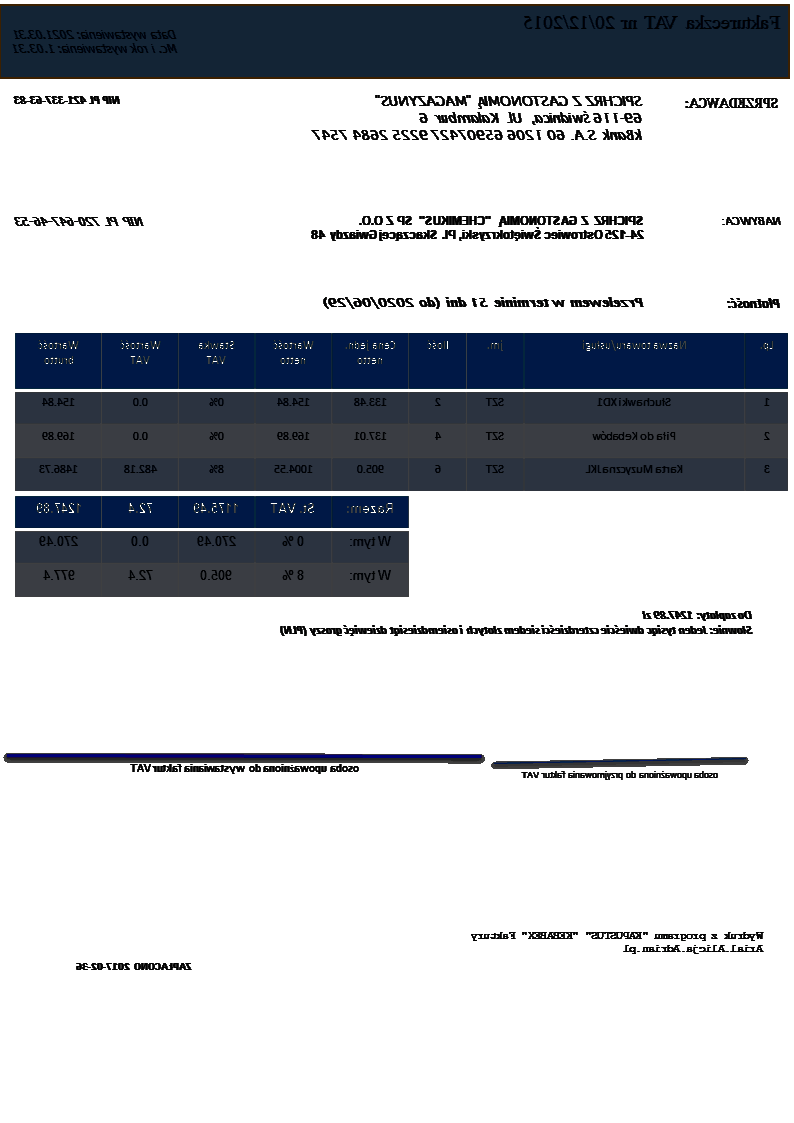 Faktureczka VAT nr 20/12/2015
Data wystawienia: 2021.03.31
Mc. i rok wystawienia: 1.03.31
SPRZEDAWCA:
SPICHRZ Z GASTONOMIĄ "MAGAZYNUS"
69-116 Świdnica, Ul. Kalambur 6
kBank S.A. 60 1206 65907427 9225 2684 7547
NIP PL 421-337-63-83
NABYWCA:
SPICHRZ Z GASTONOMIĄ "CHEMIKUS" SP Z O.O.
24-125 Ostrowiec Świętokrzyski, PL. Skaczącej Gwiazdy 48
NIP PL 720-647-46-53
Płatność:
Przelewem w terminie 51 dni (do 2020/06/29)
Lp. Nazwa towaru/usługi j.m. Ilość Cena jedn. netto Wartość netto Stawka VAT Wartość VAT Wartość brutto
1 Słuchawki XD1 SZT 2 133.48 154.84 0% 0.0 154.84
2 Piła do Kebabów SZT 4 137.01 169.89 0% 0.0 169.89
3 Karta Muzyczna JKL SZT 6 905.0 1004.55 8% 482.18 1486.73
Razem: St. VAT 1175.49 72.4 1247.89
W tym: 0 % 270.49 0.0 270.49
W tym: 8 % 905.0 72.4 977.4
Do zapłaty: 1247.89 zł
Słownie: Jeden tysiąc dwieście czterdzieści siedem złotych i osiemdziesiąt dziewięć groszy (PLN)
osoba upoważniona do przyjmowania faktur VAT
osoba upoważniona do wystawiania faktur VAT
Wydruk z programu "KAPUSTUS" "KEBABEX" Faktury
Arial.Alicja.Adrian.pl
ZAPŁACONO 2017-02-36